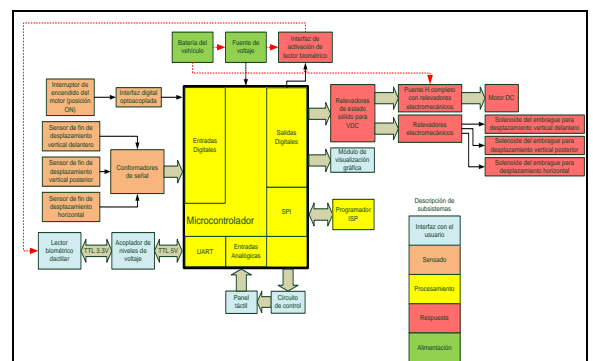 Batería del
vehículo
Fuente de
voltaje
Interfaz de
activación de
lector biométrico
Interruptor de
encendido del
motor (posición
ON)
Interfaz digital
optoacoplada
Sensor de fin de
desplazamiento
vertical delantero
Sensor de fin de
desplazamiento
vertical posterior
Sensor de fin de
desplazamiento
horizontal
Conformadores
de señal
Entradas
Digitales
Salidas
Digitales
Microcontrolador
SPI
UART
Entradas
Analógicas
Relevadores
de estado
sólido para
VDC
Puente H completo
con relevadores
electromecánicos
Motor DC
Relevadores
electromecánicos
Solenoide del embrague para
desplazamiento vertical delantero
Solenoide del embrague para
desplazamiento vertical posterior
Solenoide del embrague para
desplazamiento horizontal
Módulo de
visualización
gráfica
Programador
ISP
Lector
biométrico
dactilar
TTL 3.3V
Acoplador de
niveles de
voltaje
TTL 5V
Panel
táctil
Circuito
de control
Descripción de
subsistemas
Interfaz con el
usuario
Sensado
Procesamiento
Respuesta
Alimentación